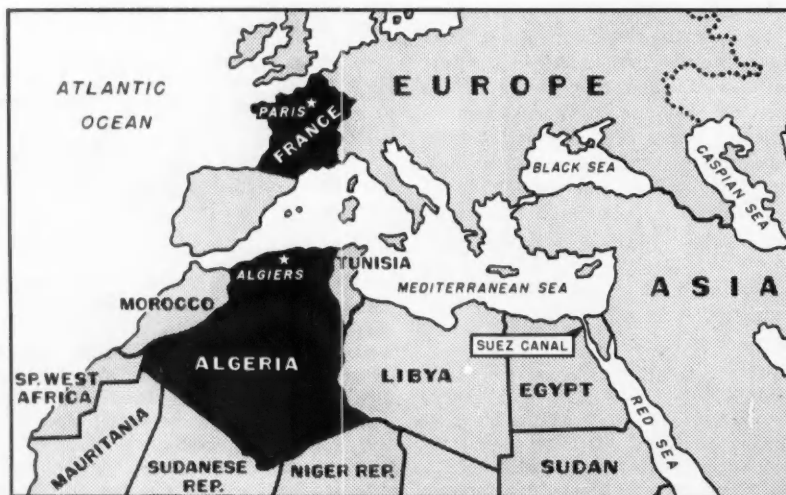 ATLANTIC
OCEAN
EUROPE
PARIS
FRANCE
BLACK SEA
CASPIAN SEA
ALGIERS
TUNISIA
MEDITERRANEAN SEA
ASIA
MOROCCO
ALGERIA
SUEZ CANAL
SP. WEST
AFRICA
LIBYA
EGYPT
RED SEA
MAURITANIA
SUDANESE
REP.
NIGER REP.
SUDAN